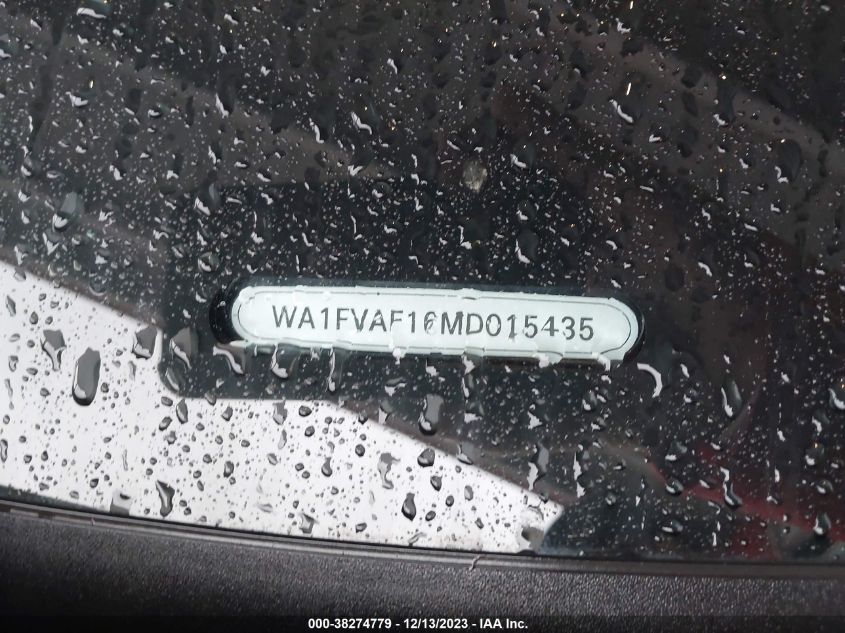 WA1FVAF16MD015435
000-38274779 - 12/13/2023 - IAA Inc.